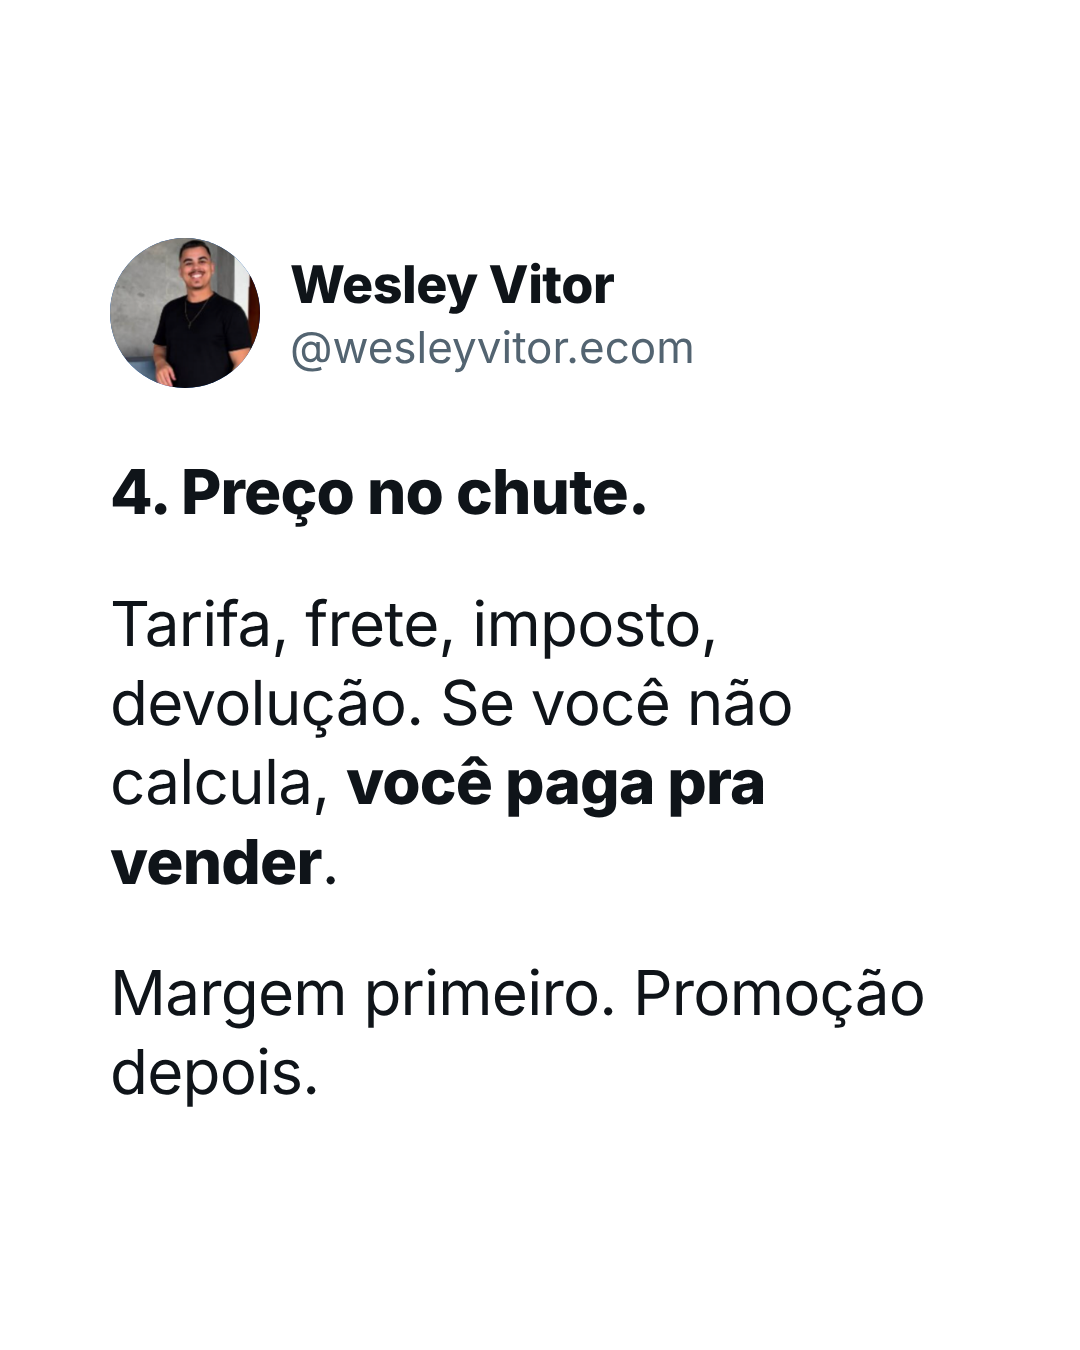 Wesley Vitor
@wesleyvitor.ecom
4. Preço no chute.
Tarifa, frete, imposto,
devolução. Se você não
calcula, você paga pra
vender.
Margem primeiro. Promoção
depois.